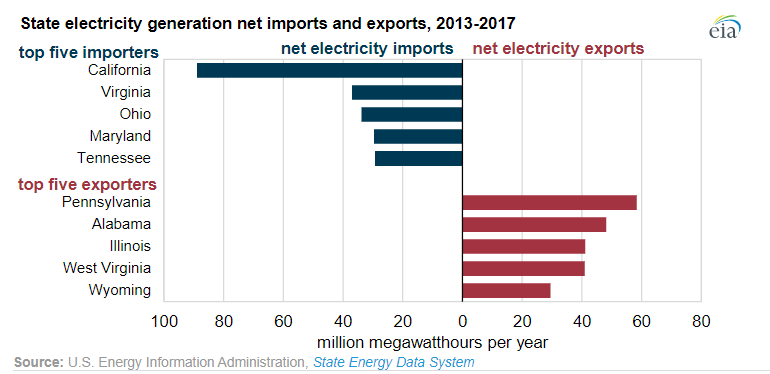 State electricity generation net imports and exports, 2013-2017
eia
top five importers net electricity imports net electricity exports
California
Virginia
Ohio
Maryland
Tennessee
top five exporters
Pennsylvania
Alabama
Illinois
West Virginia
Wyoming
100 80 60 40 20 0 20 40 60 80
million megawatthours per year
Source: U.S. Energy Information Administration, State Energy Data System